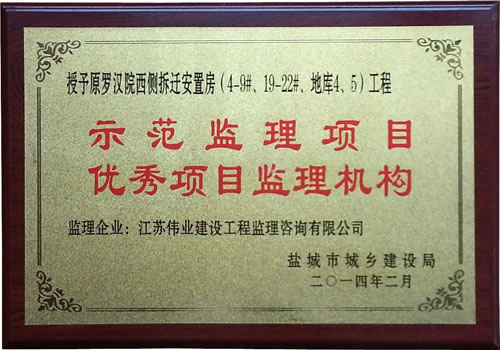 授予原罗汉院西侧拆迁安置房（4-9#、19-22#、地库4、5）工程
示范监理项目
优秀项目监理机构
监理企业：江苏伟业建设工程监理咨询有限公司
盐城市城乡建设局
二〇一四年二月